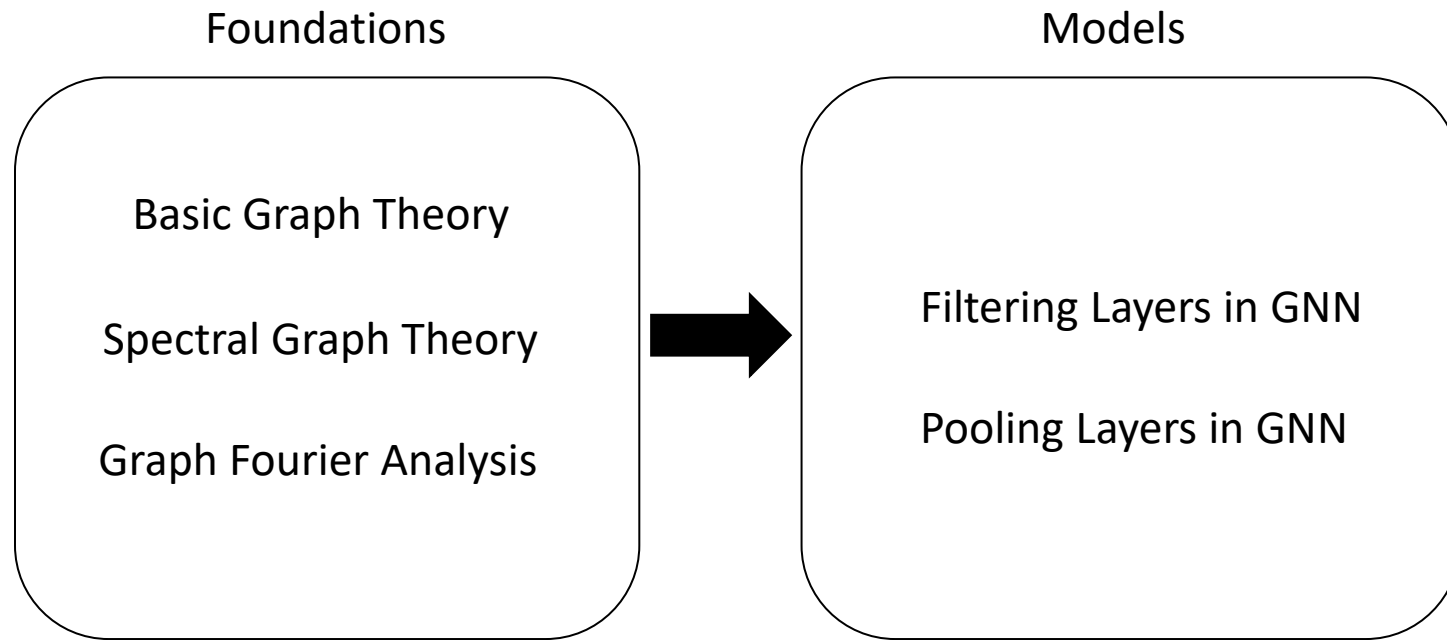 Foundations
Basic Graph Theory
Spectral Graph Theory
Graph Fourier Analysis
Models
Filtering Layers in GNN
Pooling Layers in GNN